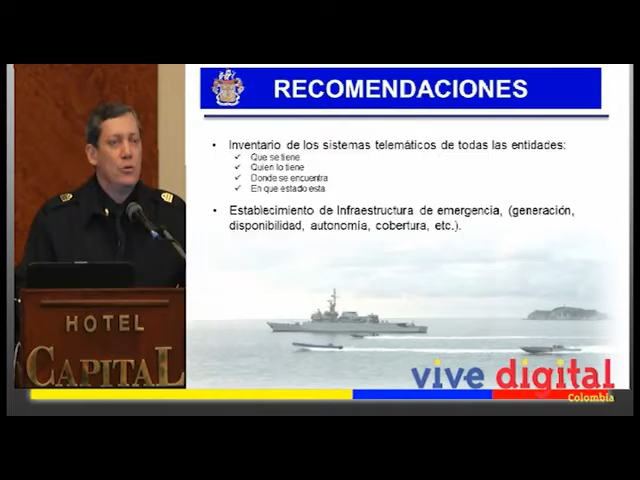 RECOMENDACIONES
• Inventario de los sistemas telemáticos de todas las entidades:
✓ Que se tiene
✓ Quien lo tiene
✓ Donde se encuentra
✓ En que estado esta
• Establecimiento de Infraestructura de emergencia, (generación,
disponibilidad, autonomía, cobertura, etc.).
HOTEL
CAPITAL
vive digital
Colombia